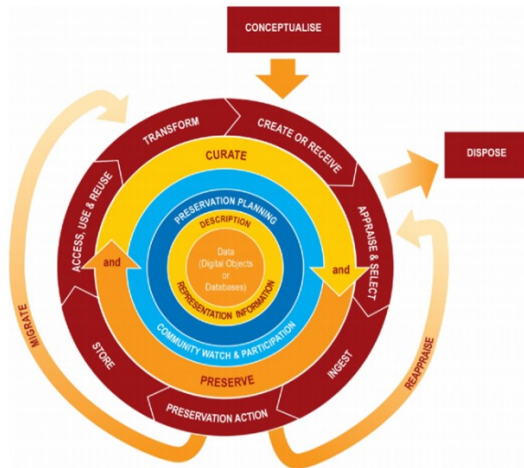 CONCEPTUALISE
DISPOSE
TRANSFORM
CREATE OR RECEIVE
APPRAISE & SELECT
INGEST
PRESERVATION ACTION
STORE
ACCESS, USE & REUSE
MIGRATE
REAPPRAISE
CURATE
and
PRESERVE
and
PRESERVATION PLANNING
COMMUNITY WATCH & PARTICIPATION
DESCRIPTION
REPRESENTATION INFORMATION
Data
(Digital Objects
or
Databases)